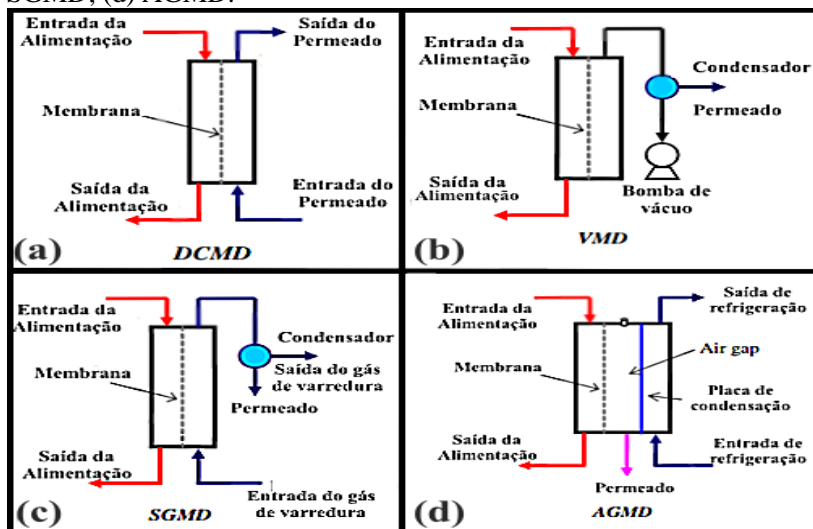 SGMD, (d) AGMD.
Entrada da
Alimentação
Saída do
Permeado
Membrana
Saída da
Alimentação
Entrada do
Permeado
(a)
DCMD
Entrada da
Alimentação
Condensador
Permeado
Membrana
Saída da
Alimentação
Bomba de
vácuo
(b)
VMD
Entrada da
Alimentação
Condensador
Saída do gás
de varredura
Membrana
Permeado
Saída da
Alimentação
Entrada do gás
de varredura
(c)
SGMD
Entrada da
Alimentação
Saída de
refrigeração
Air gap
Membrana
Placa de
condensação
Saída da
Alimentação
Entrada de
refrigeração
Permeado
(d)
AGMD